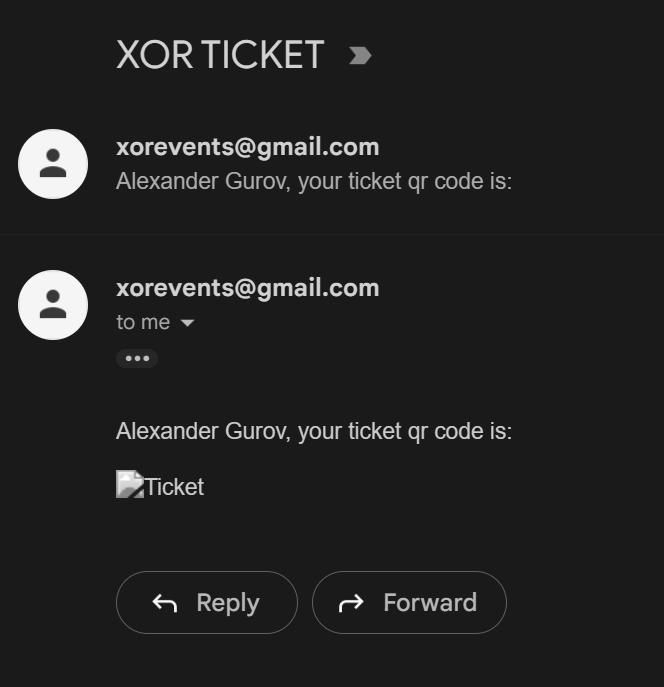 XOR TICKET
xorevents@gmail.com
Alexander Gurov, your ticket qr code is:
xorevents@gmail.com
to me
Alexander Gurov, your ticket qr code is:
Ticket
Reply
Forward